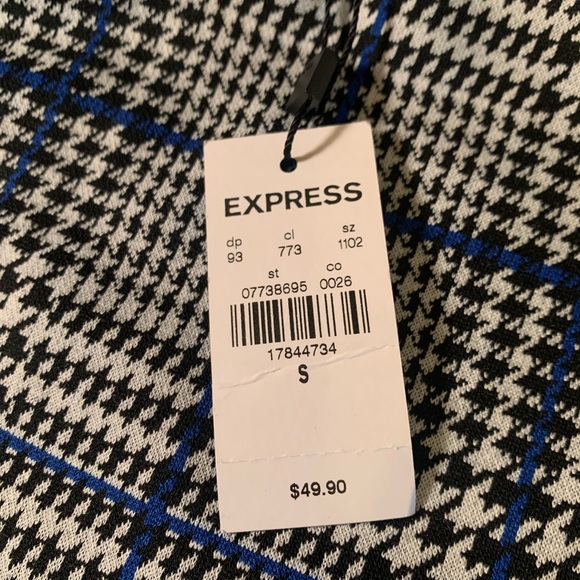 EXPRESS
dp cl sz
93 773 1102
st co
07738695 0026
17844734
S
$49.90